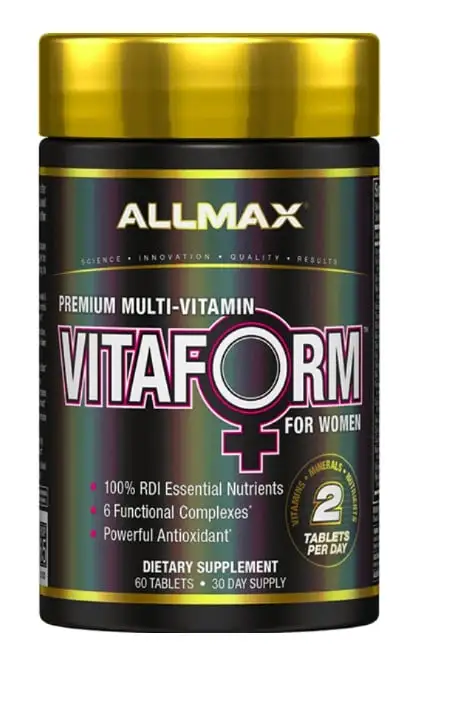 ALLMAX®
SCIENCE • INNOVATION • QUALITY • RESULTS
PREMIUM MULTI-VITAMIN
VITAFORM™
FOR WOMEN
• 100% RDI Essential Nutrients
• 6 Functional Complexes*
• Powerful Antioxidant*
VITAMINS • MINERALS • NUTRIENTS
2
TABLETS
PER DAY
DIETARY SUPPLEMENT
60 TABLETS • 30 DAY SUPPLY